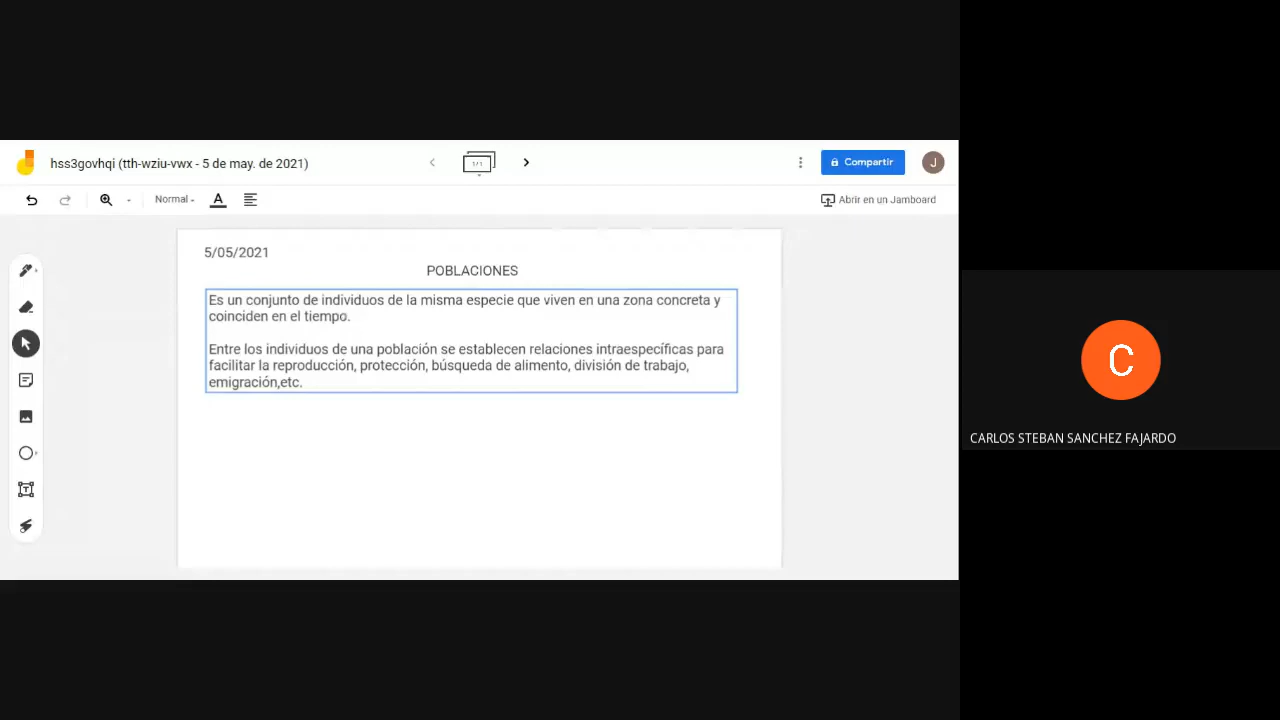 hss3govhqi (tth-wziu-vwx - 5 de may. de 2021)
1/1
Compartir
J
Normal
A
Abrir en un Jamboard
5/05/2021
POBLACIONES
Es un conjunto de individuos de la misma especie que viven en una zona concreta y
coinciden en el tiempo.
Entre los individuos de una población se establecen relaciones intraespecíficas para
facilitar la reproducción, protección, búsqueda de alimento, división de trabajo,
emigración,etc.
C
CARLOS STEBAN SANCHEZ FAJARDO